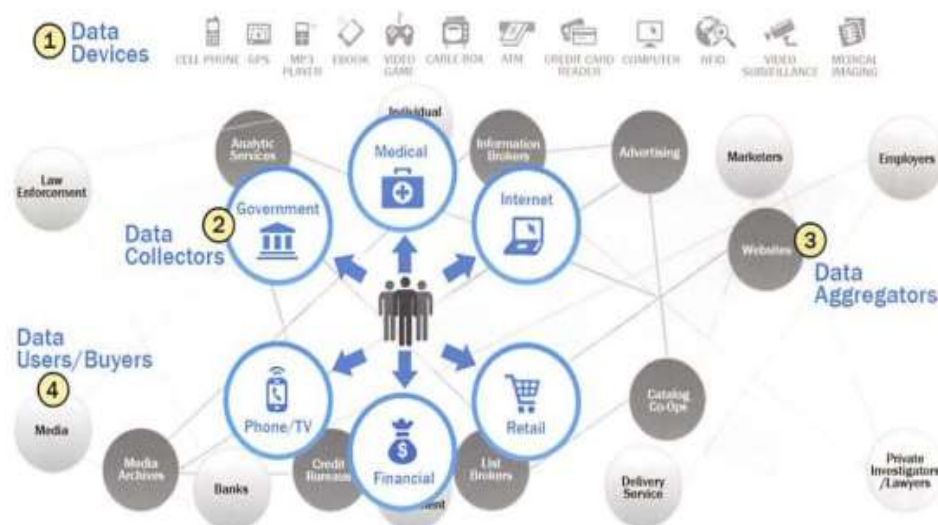 1 Data
Devices
CELL PHONE GPS MP3
PLAYER EBOOK VIDEO
GAME CABLE BOX ATM CREDIT CARD
READER COMPUTER RFID VIDEO
SURVEILLANCE MEDICAL
IMAGING
Individual
Analytic
Services
Medical
Information
Brokers
Advertising
Marketers
Employers
Law
Enforcement
2 Government
Internet
Data
Collectors
Websites
3
Data
Aggregators
Data
Users/Buyers
4
Media
Phone/TV
Retail
Catalog
Co-Ops
Media
Archives
Banks
Credit
Bureaus
Financial
List
Brokers
Delivery
Service
Private
Investigators
/Lawyers